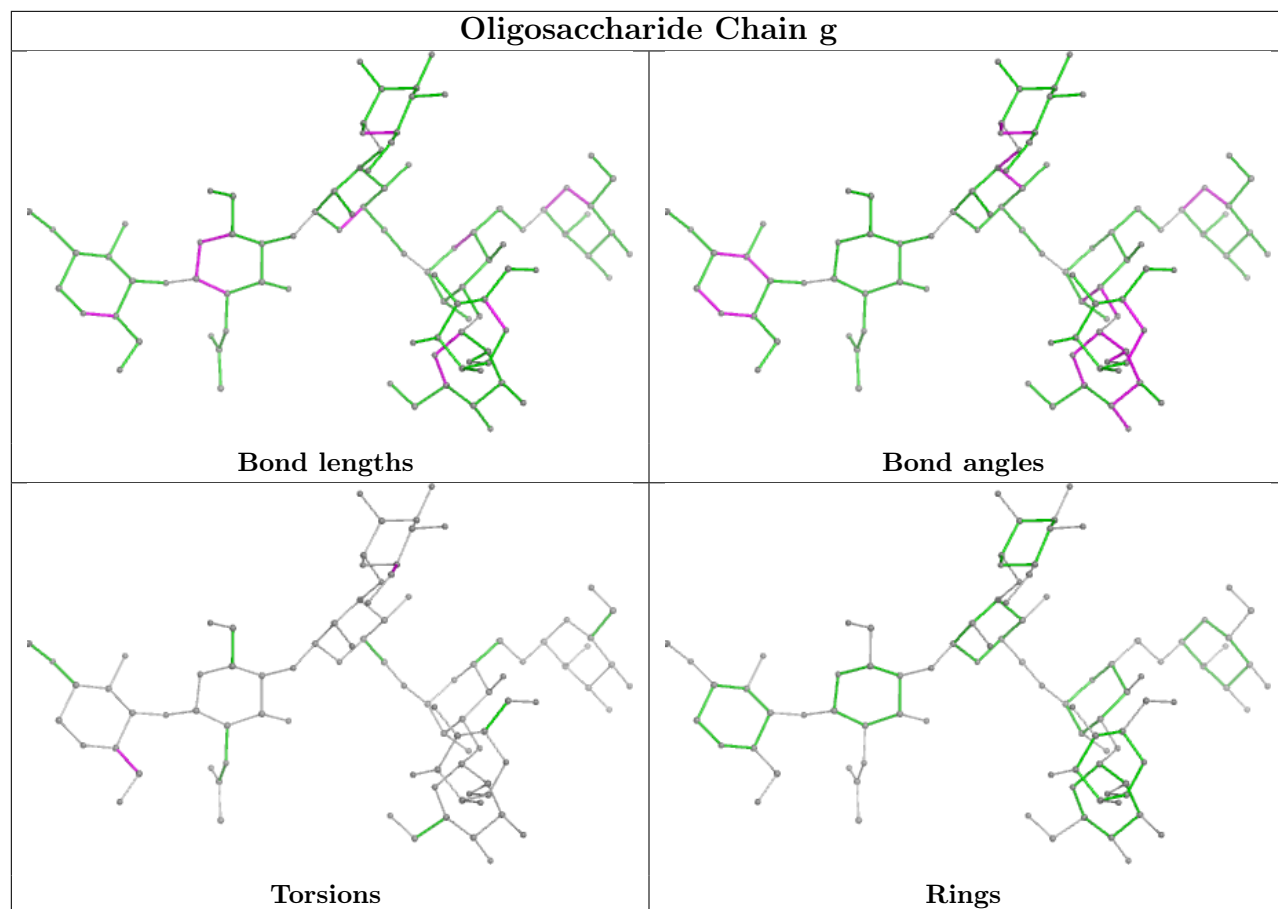 Oligosaccharide Chain g
Bond lengths
Bond angles
Torsions
Rings